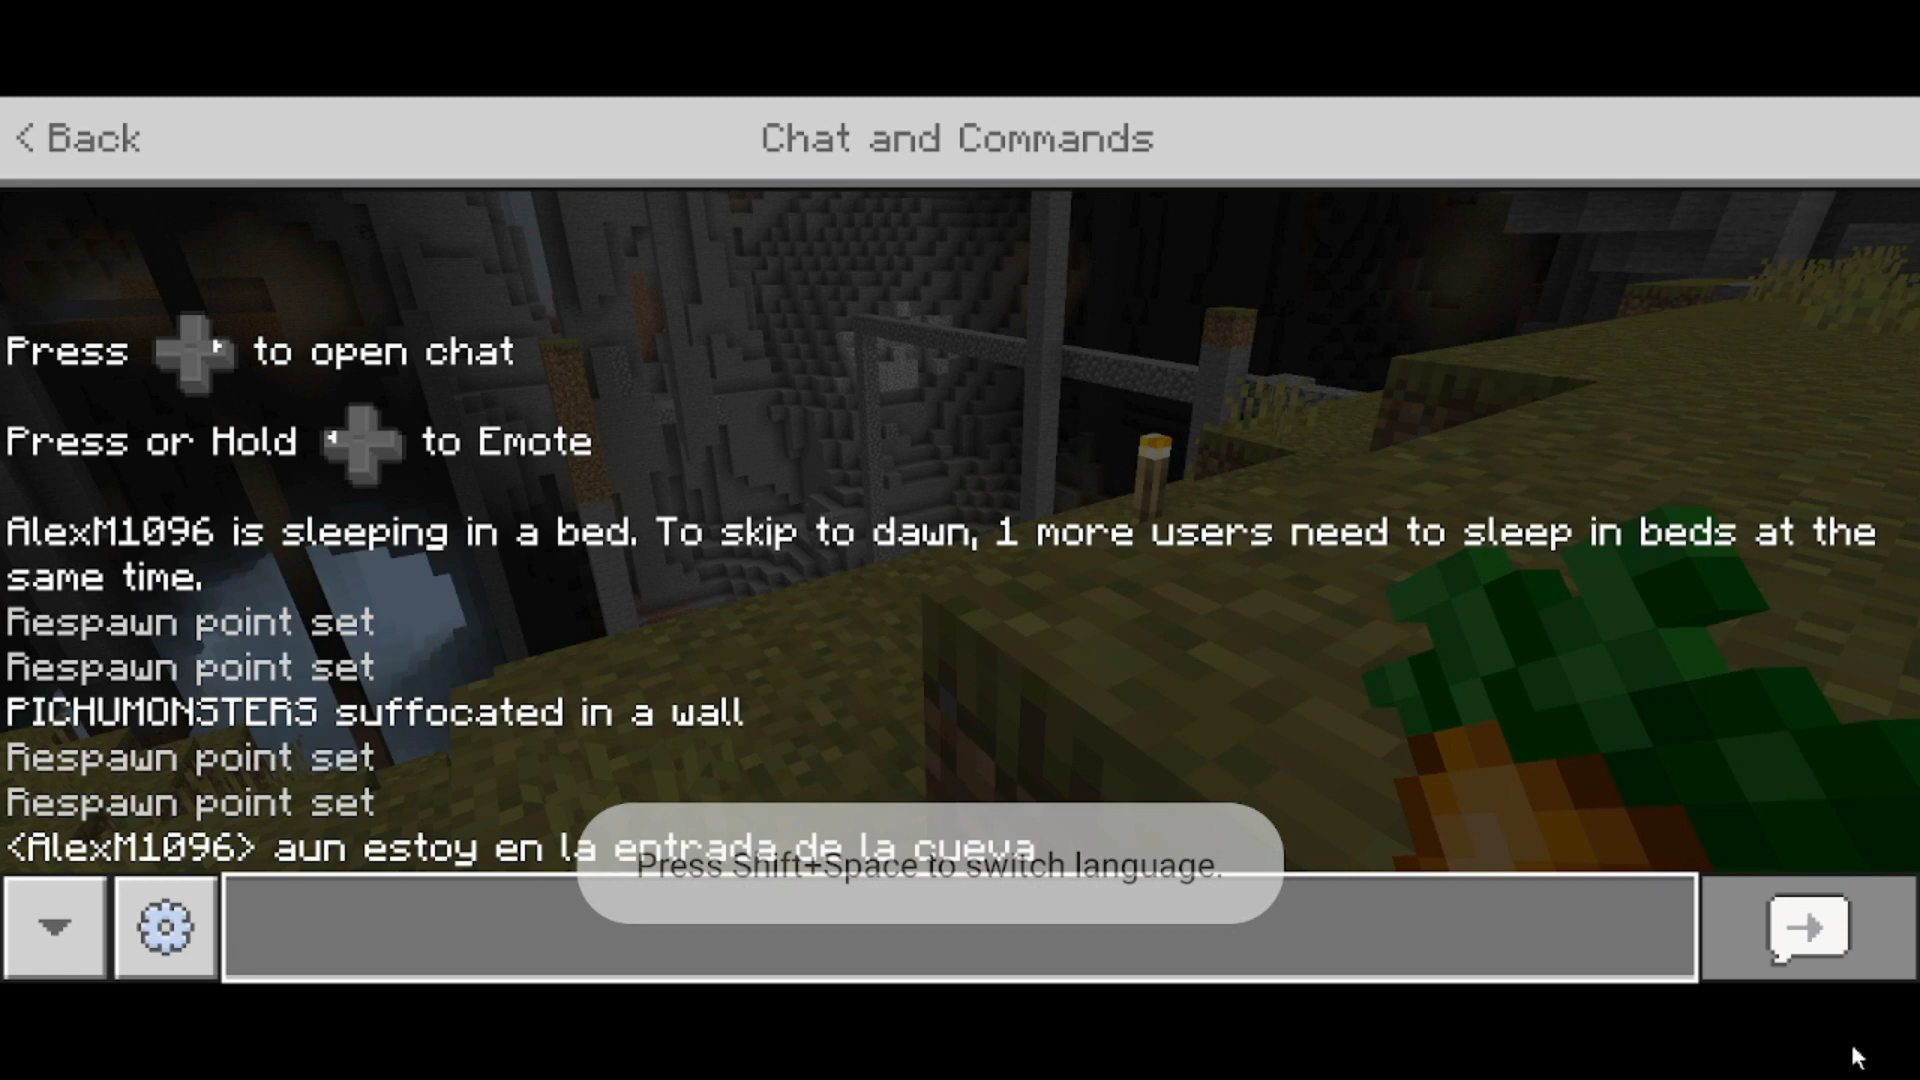 < Back
Chat and Commands
Press to open chat
Press or Hold to Emote
AlexM1096 is sleeping in a bed. To skip to dawn, 1 more users need to sleep in beds at the
same time.
Respawn point set
Respawn point set
PICHUMONSTERS suffocated in a wall
Respawn point set
Respawn point set
<AlexM1096> aun estoy en la entrada de la cueva
Press Shift+Space to switch language.